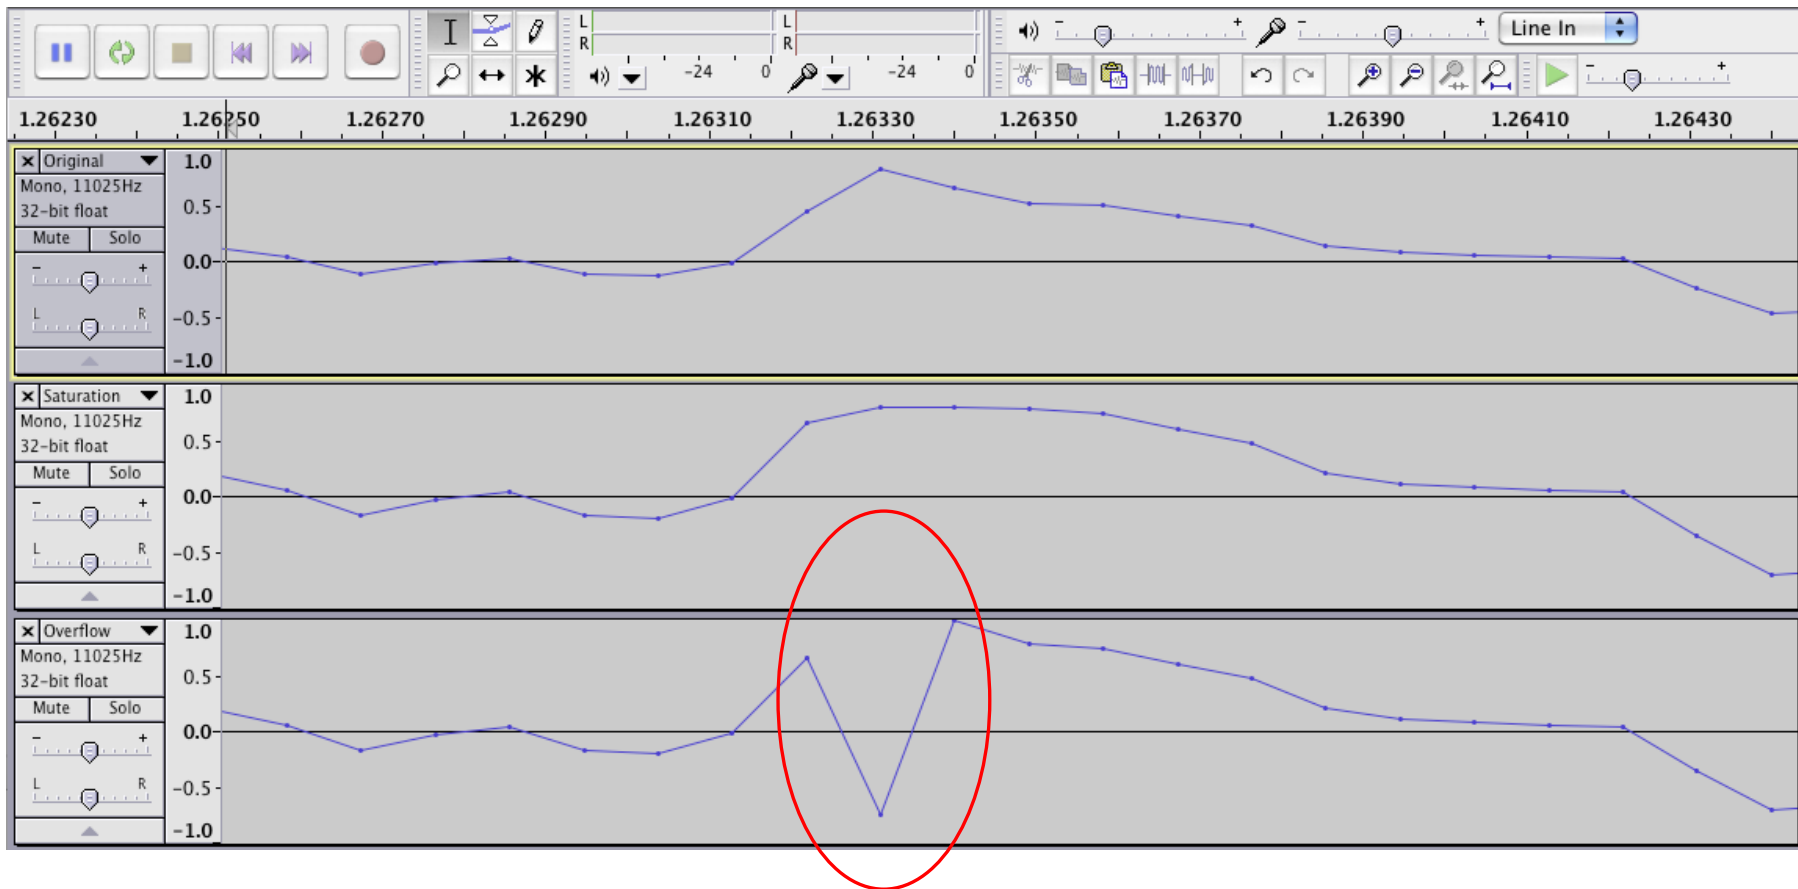 L
R
-24 0
L
R
-24 0
- +
- +
Line In
- +
1.26230 1.26250 1.26270 1.26290 1.26310 1.26330 1.26350 1.26370 1.26390 1.26410 1.26430
× Original
Mono, 11025Hz
32-bit float
Mute Solo
- +
L R
1.0
0.5-
0.0-
-0.5-
-1.0
× Saturation
Mono, 11025Hz
32-bit float
Mute Solo
- +
L R
1.0
0.5-
0.0-
-0.5-
-1.0
× Overflow
Mono, 11025Hz
32-bit float
Mute Solo
- +
L R
1.0
0.5-
0.0-
-0.5-
-1.0